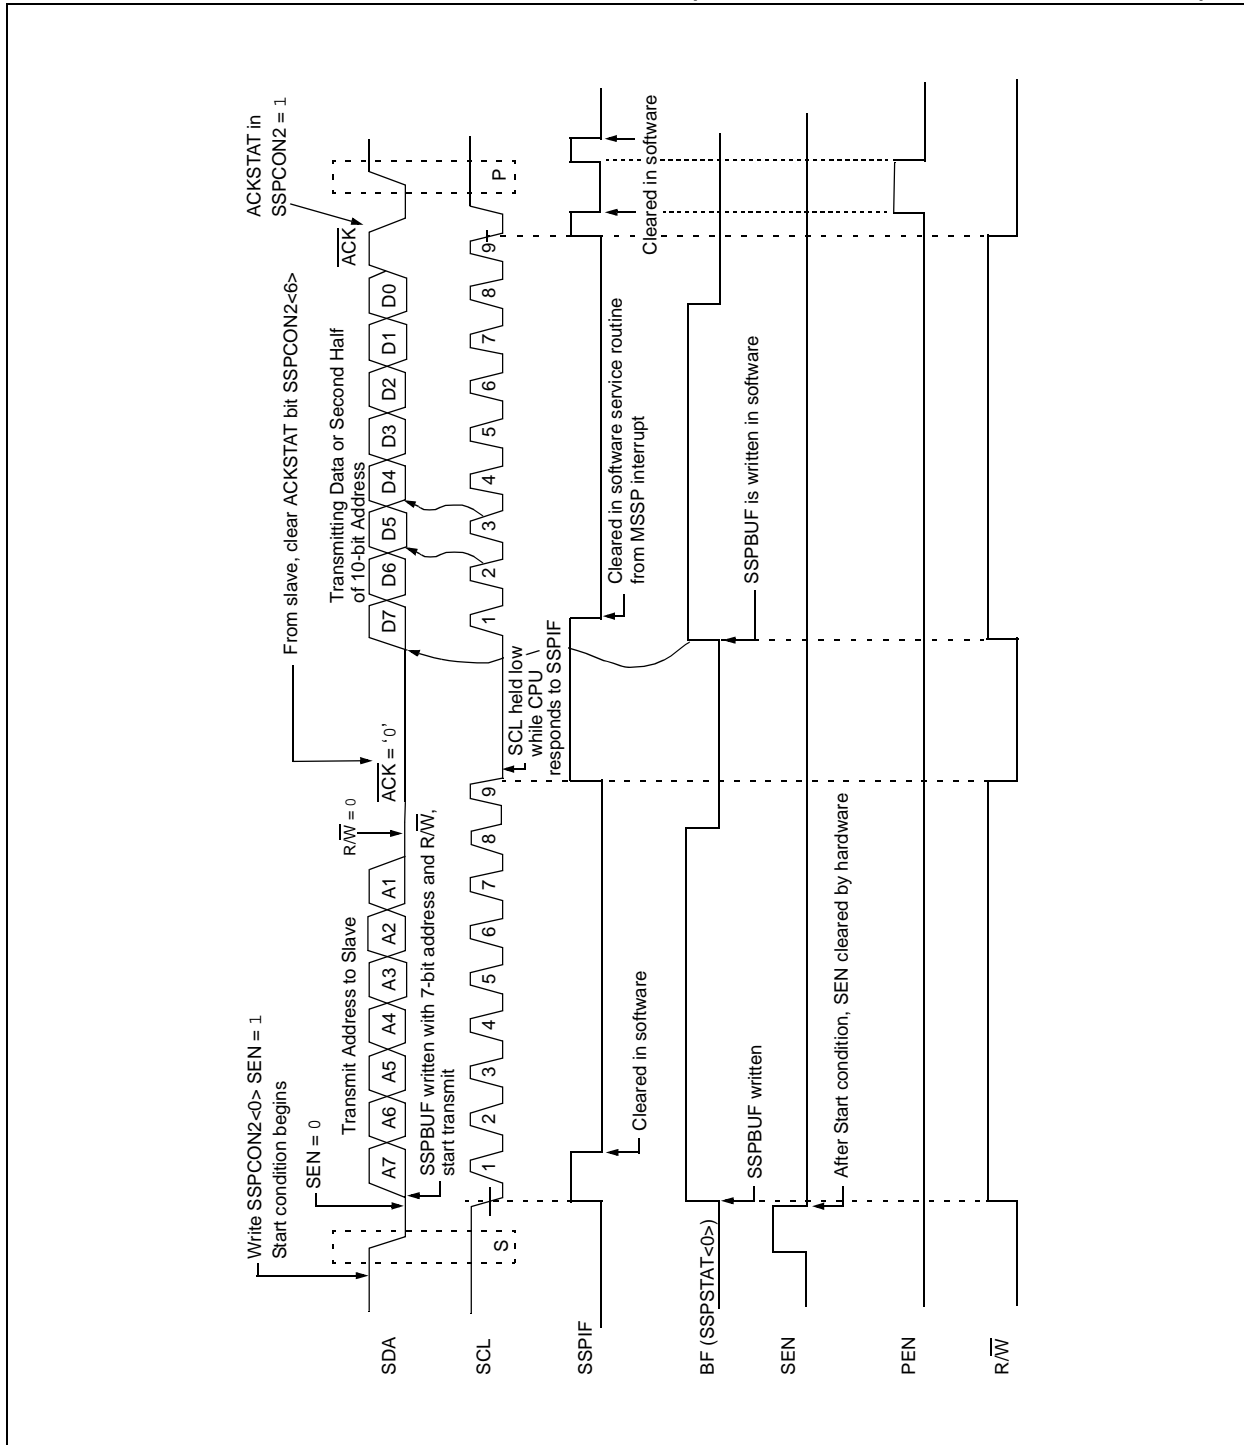 Write SSPCON2<0> SEN = 1
Start condition begins
SEN = 0
From slave, clear ACKSTAT bit SSPCON2<6>
ACKSTAT in
SSPCON2 = 1
Transmit Address to Slave
R/W = 0
ACK = '0'
Transmitting Data or Second Half
of 10-bit Address
ACK
SDA
A7 A6 A5 A4 A3 A2 A1
D7 D6 D5 D4 D3 D2 D1 D0
SSPBUF written with 7-bit address and R/W,
start transmit
SCL
S
1 2 3 4 5 6 7 8 9
1 2 3 4 5 6 7 8 9
P
SCL held low
while CPU
responds to SSPIF
SSPIF
Cleared in software
Cleared in software service routine
from MSSP interrupt
Cleared in software
BF (SSPSTAT<0>)
SSPBUF written
SSPBUF is written in software
SEN
After Start condition, SEN cleared by hardware
PEN
R/W